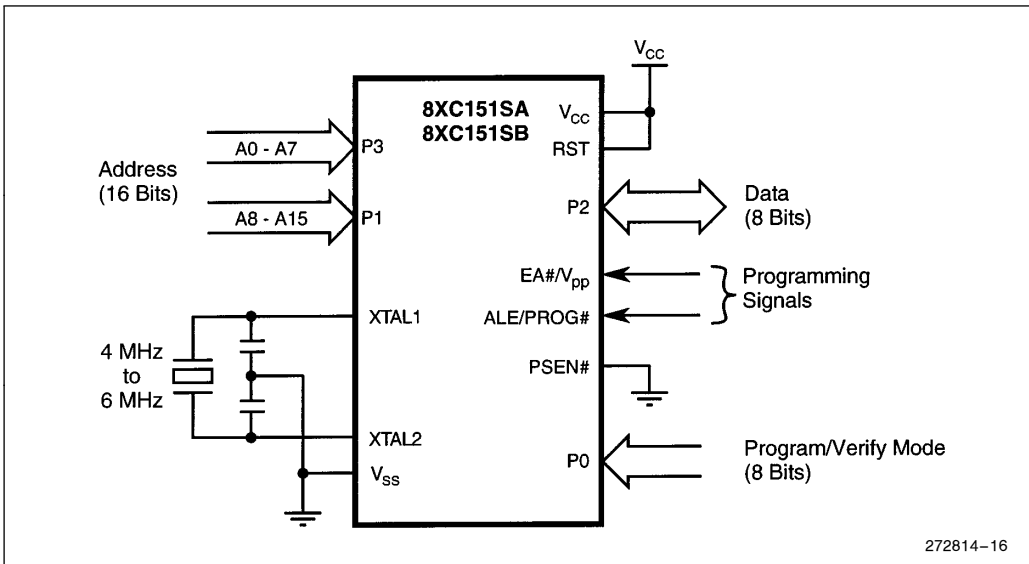 V_CC
8XC151SA
8XC151SB
V_CC
RST
A0 - A7
P3
Address
(16 Bits)
A8 - A15
P1
P2
Data
(8 Bits)
EA#/V_pp
ALE/PROG#
Programming
Signals
XTAL1
4 MHz
to
6 MHz
PSEN#
XTAL2
V_SS
P0
Program/Verify Mode
(8 Bits)
272814–16